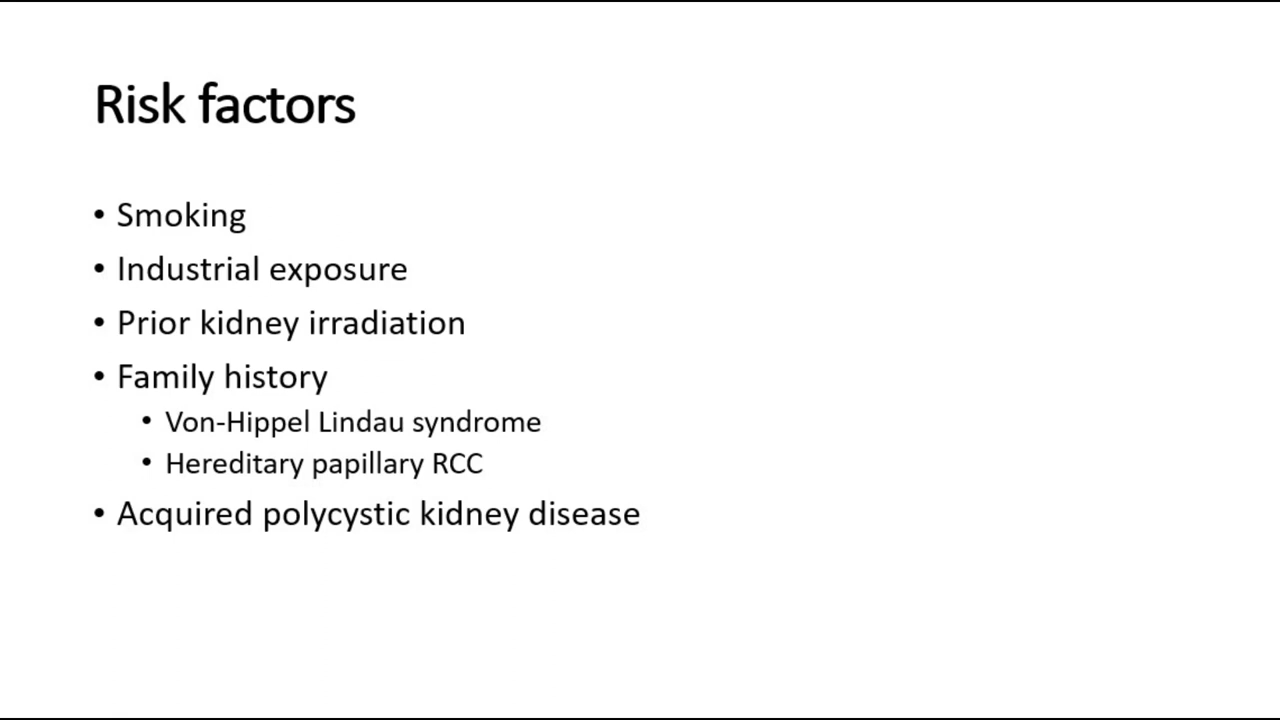 Risk factors
• Smoking
• Industrial exposure
• Prior kidney irradiation
• Family history
• Von-Hippel Lindau syndrome
• Hereditary papillary RCC
• Acquired polycystic kidney disease